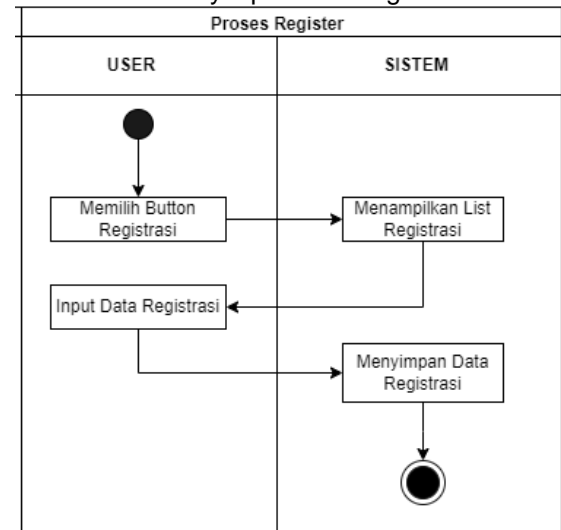 Proses Register
USER
SISTEM
Memilih Button
Registrasi
Menampilkan List
Registrasi
Input Data Registrasi
Menyimpan Data
Registrasi